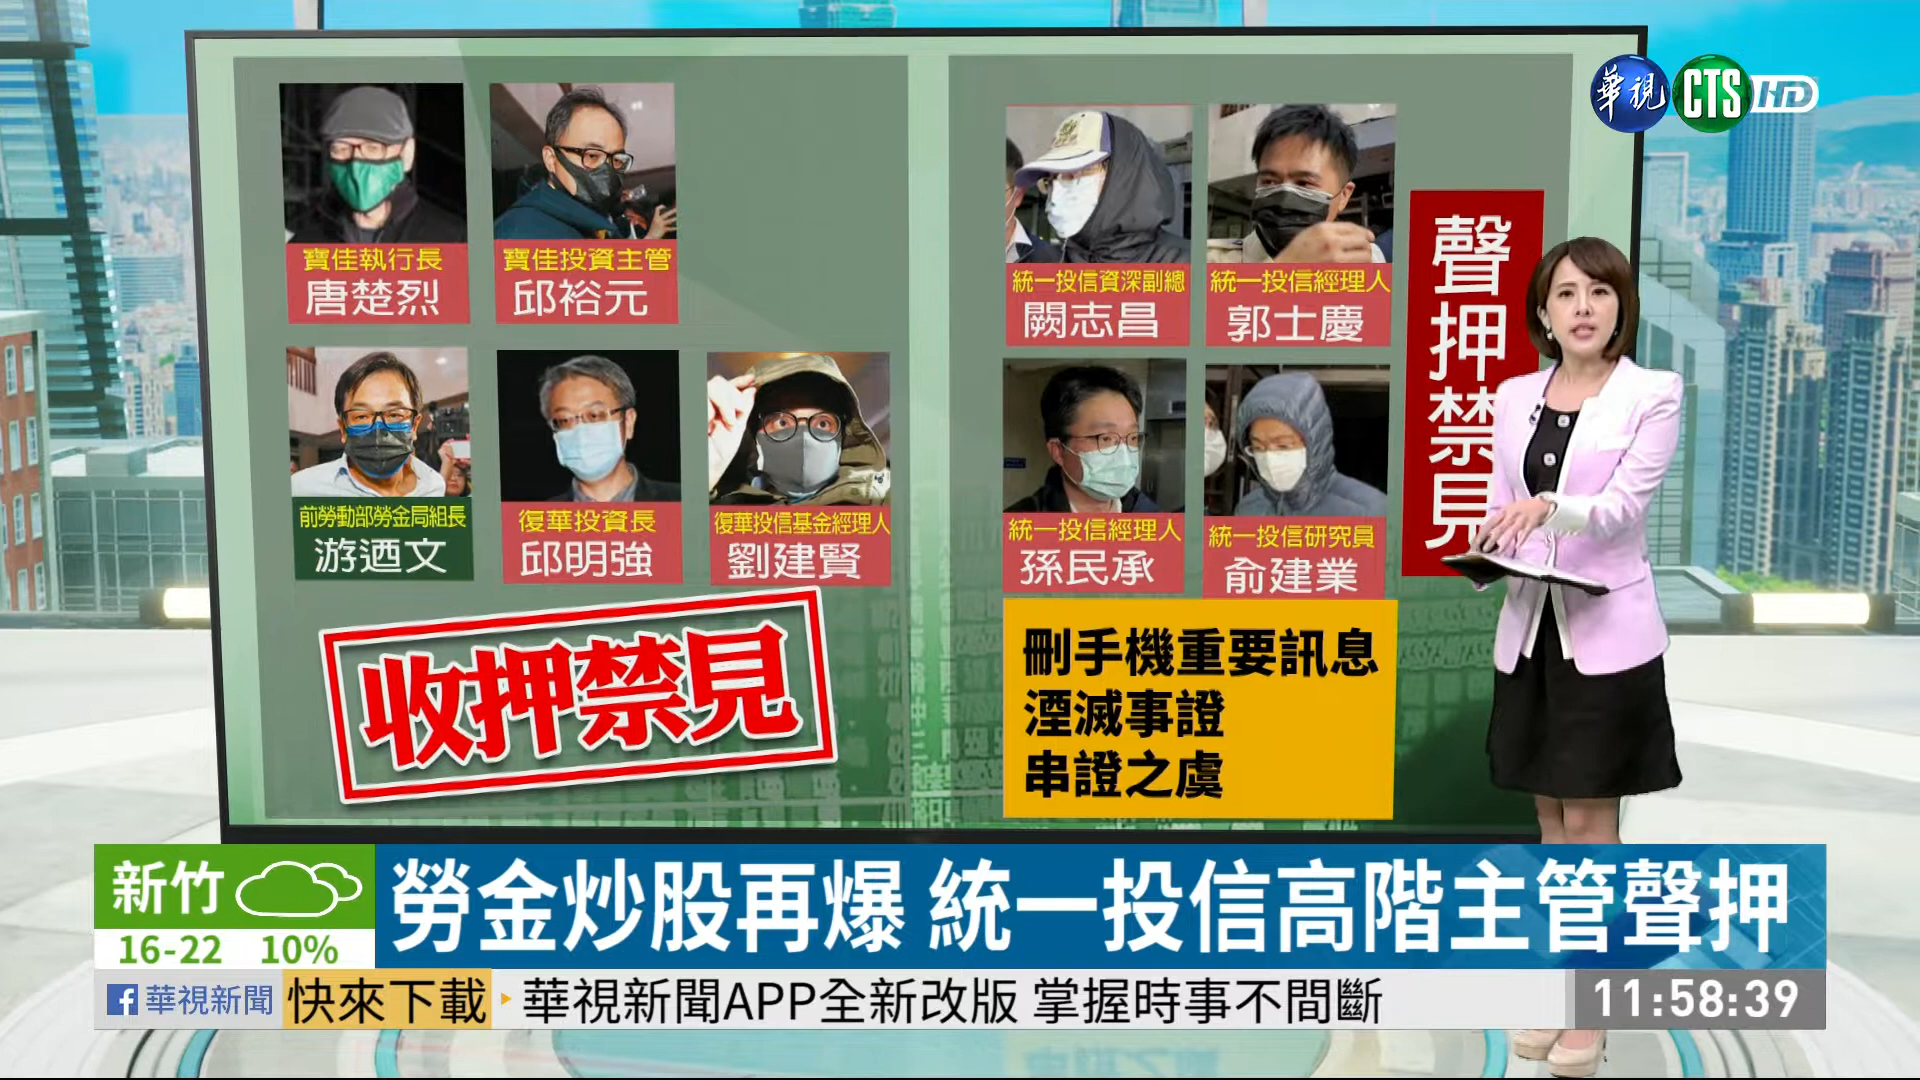 華視 CTS HD
寶佳執行長
唐楚烈
寶佳投資主管
邱裕元
前勞動部勞金局組長
游迺文
復華投資長
邱明強
復華投信基金經理人
劉建賢
收押禁見
統一投信資深副總
闕志昌
統一投信經理人
郭士慶
統一投信經理人
孫民承
統一投信研究員
俞建業
聲押禁見
刪手機重要訊息
湮滅事證
串證之虞
新竹
16-22 10%
勞金炒股再爆 統一投信高階主管聲押
華視新聞 快來下載 華視新聞APP全新改版 掌握時事不間斷
11:58:39